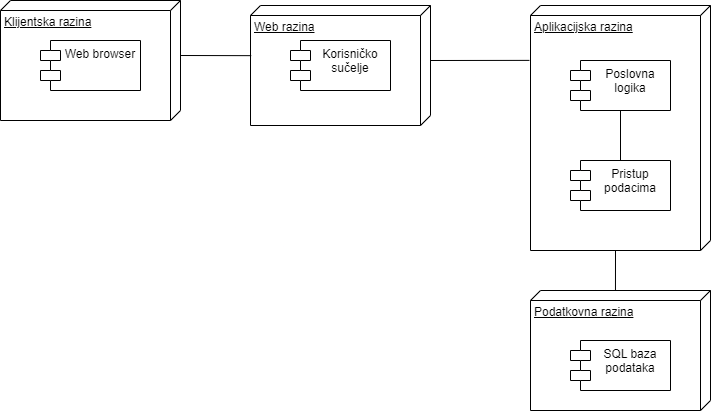 Klijentska razina
Web browser
Web razina
Korisničko
sučelje
Aplikacijska razina
Poslovna
logika
Pristup
podacima
Podatkovna razina
SQL baza
podataka